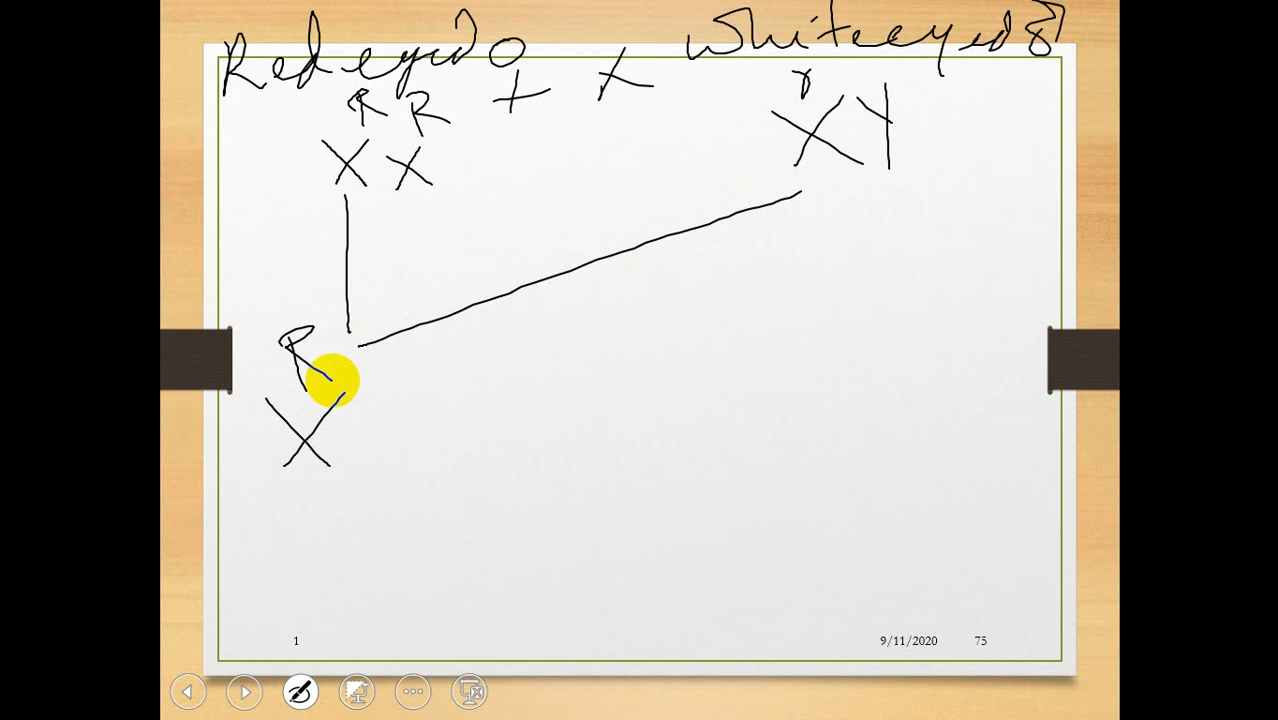 Red eyed ♀ x White eyed ♂
R R r
X X X Y
R
X
1 9/11/2020 75